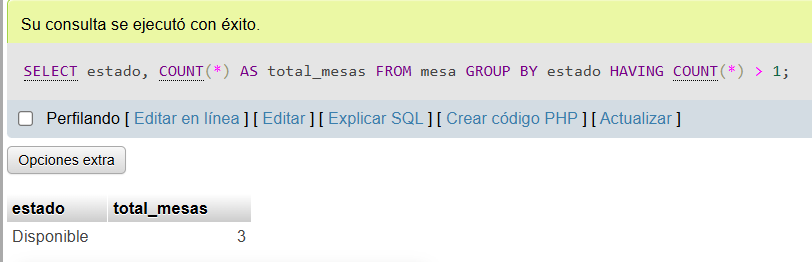 Su consulta se ejecutó con éxito.
SELECT estado, COUNT(*) AS total_mesas FROM mesa GROUP BY estado HAVING COUNT(*) > 1;
Perfilando [ Editar en línea ] [ Editar ] [ Explicar SQL ] [ Crear código PHP ] [ Actualizar ]
Opciones extra
estado total_mesas
Disponible 3